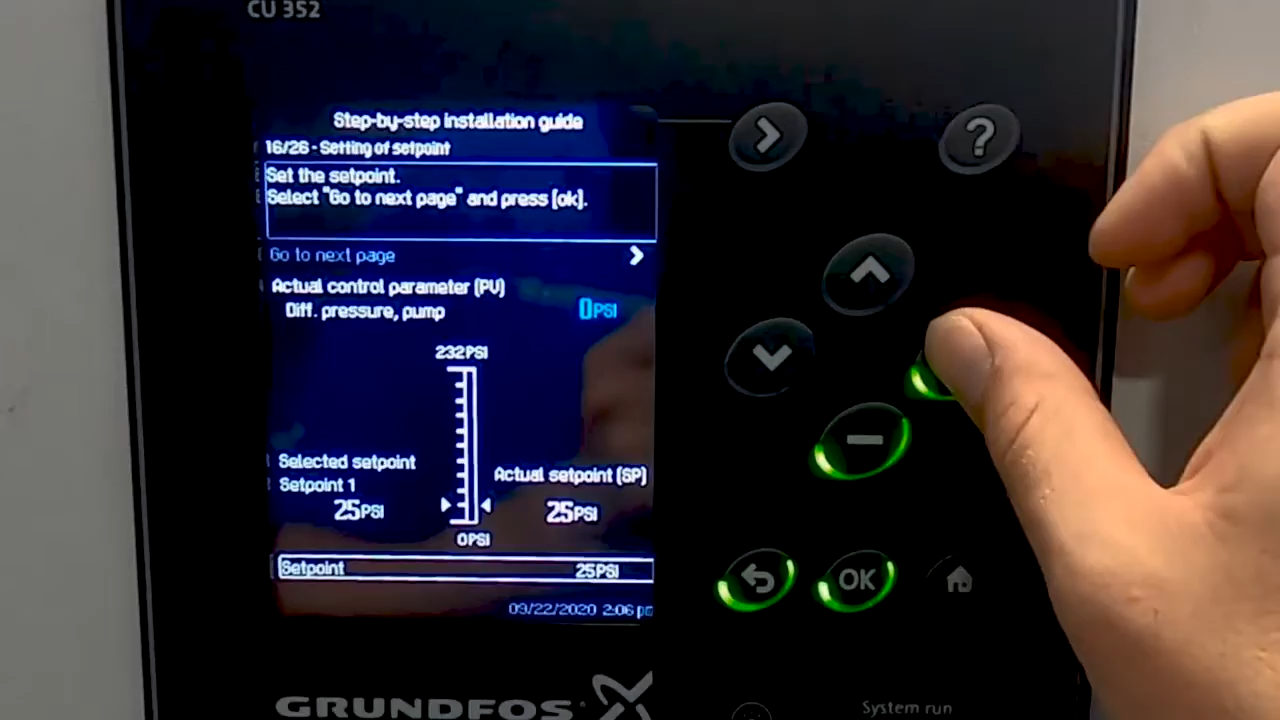 CU 352
Step-by-step installation guide
16/26 - Setting of setpoint
Set the setpoint.
Select "Go to next page" and press [ok].
Go to next page
Actual control parameter (PV)
Diff. pressure, pump 0PSI
232PSI
Selected setpoint
Setpoint 1
25PSI
Actual setpoint (SP)
25PSI
0PSI
Setpoint 25PSI
09/22/2020 2:06
OK
GRUNDFOS
System run